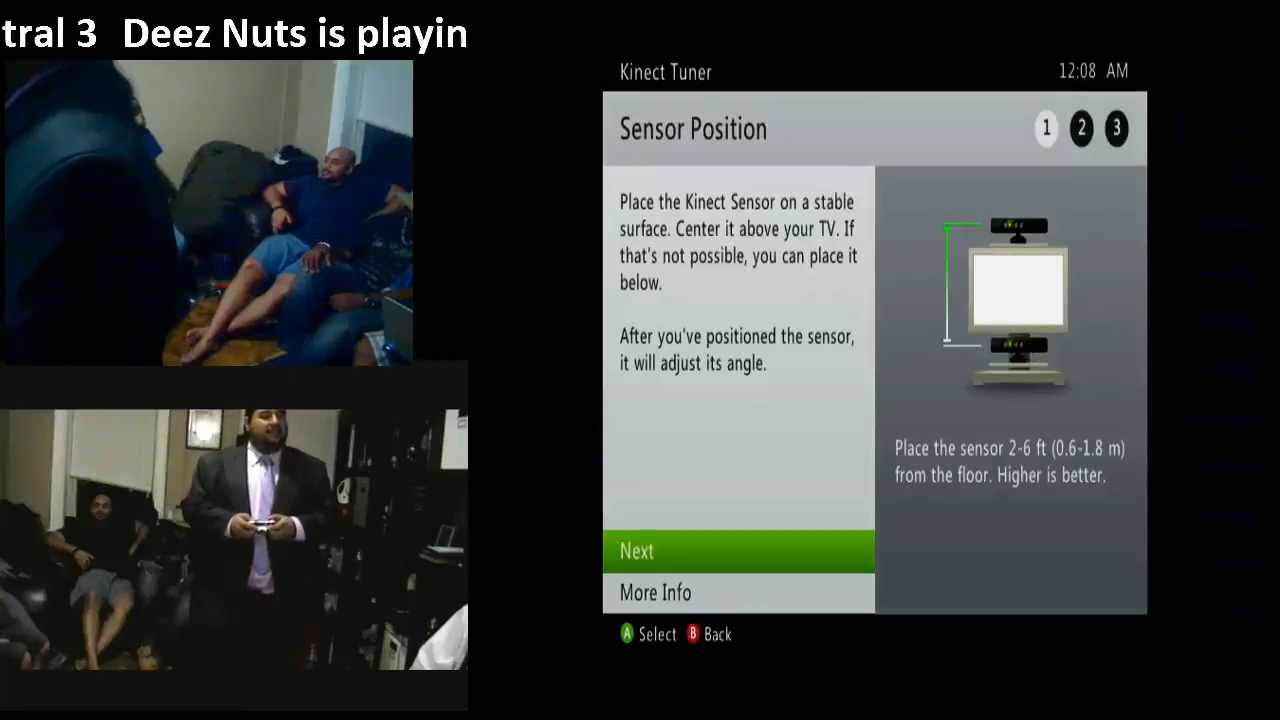 tral 3 Deez Nuts is playin
Kinect Tuner
12:08 AM
Sensor Position
1 2 3
Place the Kinect Sensor on a stable
surface. Center it above your TV. If
that's not possible, you can place it
below.
After you've positioned the sensor,
it will adjust its angle.
Place the sensor 2-6 ft (0.6-1.8 m)
from the floor. Higher is better.
Next
More Info
A Select B Back